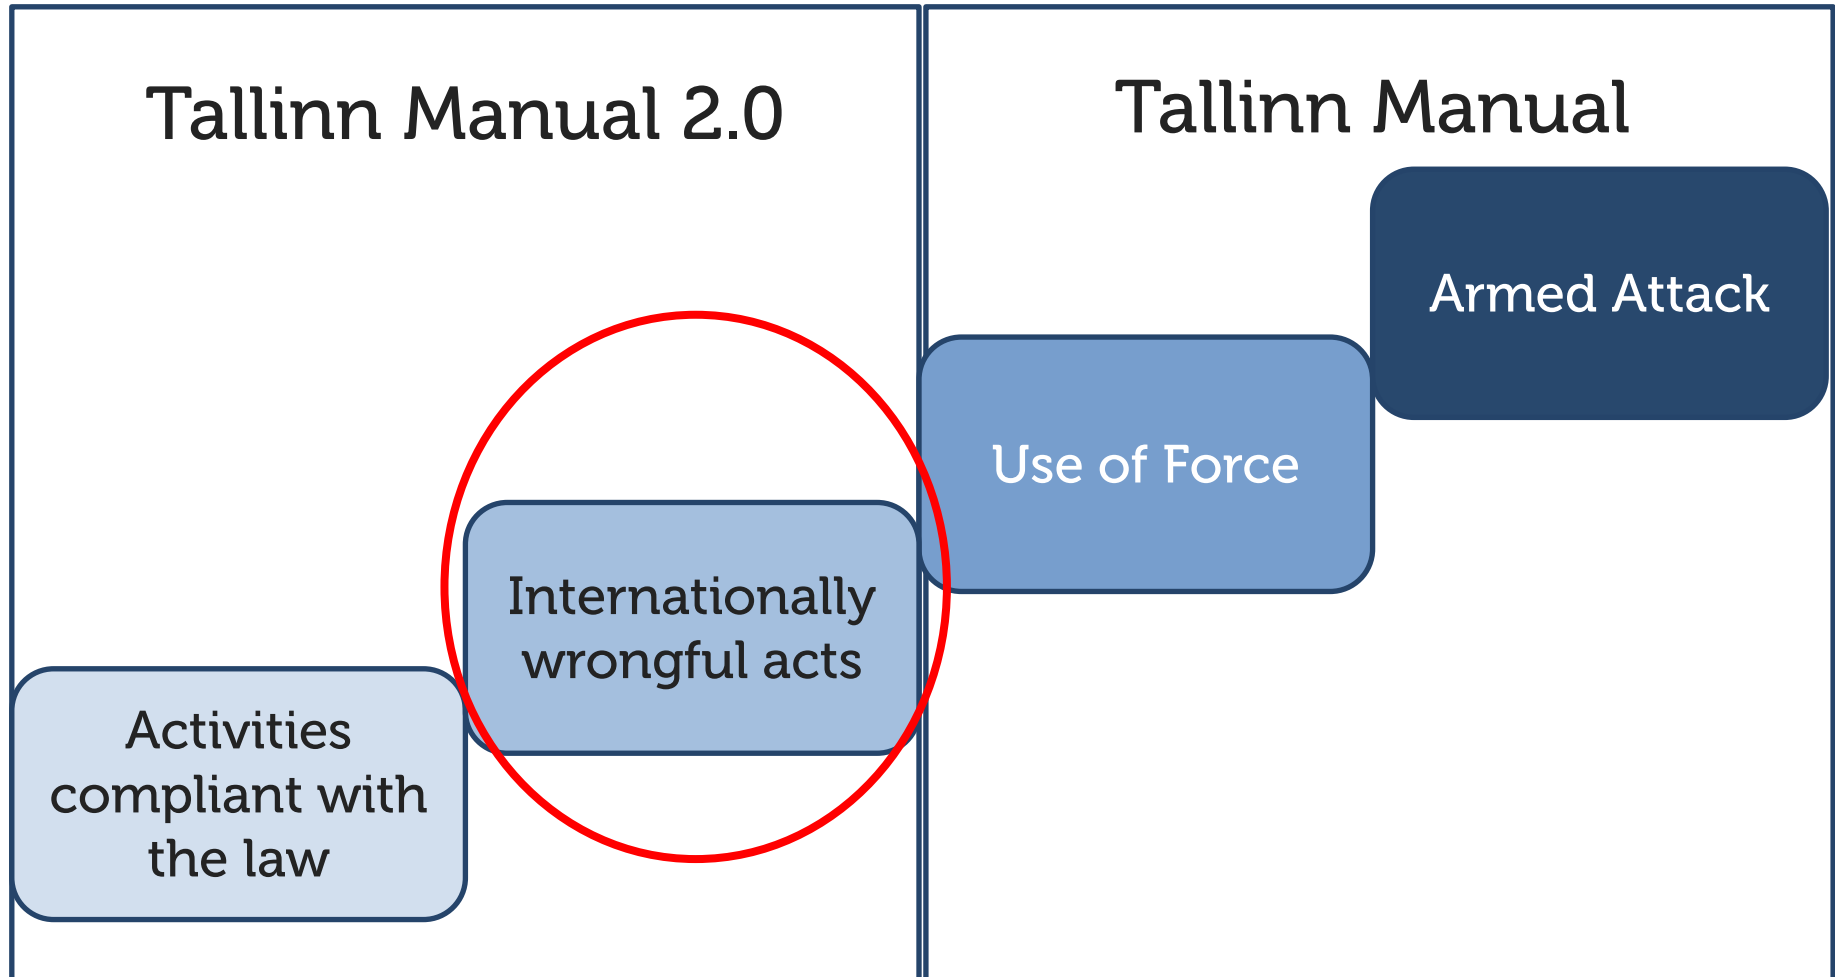 Tallinn Manual 2.0
Tallinn Manual
Armed Attack
Use of Force
Internationally
wrongful acts
Activities
compliant with
the law